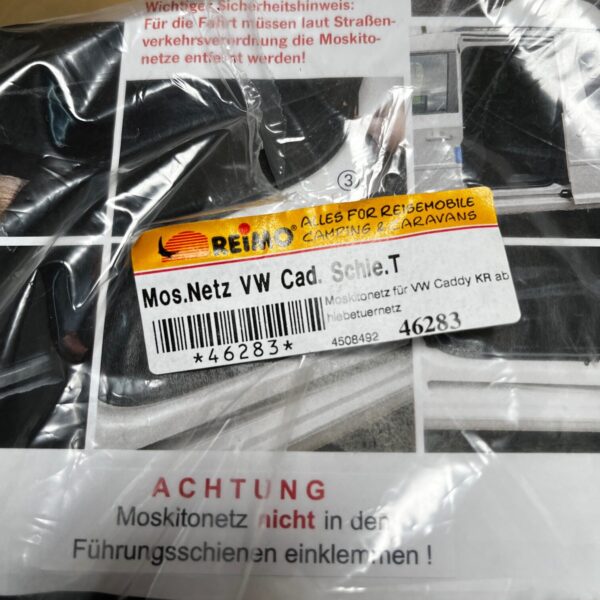 Wichtiger Sicherheitshinweis:
Für die Fahrt müssen laut Straßen-
verkehrsverordnung die Moskito-
netze entfernt werden!
3
REiMO®
ALLES FÜR REISEMOBILE
CAMPING & CARAVANS
Mos.Netz VW Cad. Schie.T
Moskitonetz für VW Caddy KR ab
hiebetuernetz
*46283*
4508492
46283
ACHTUNG
Moskitonetz nicht in den
Führungsschienen einklemmen !